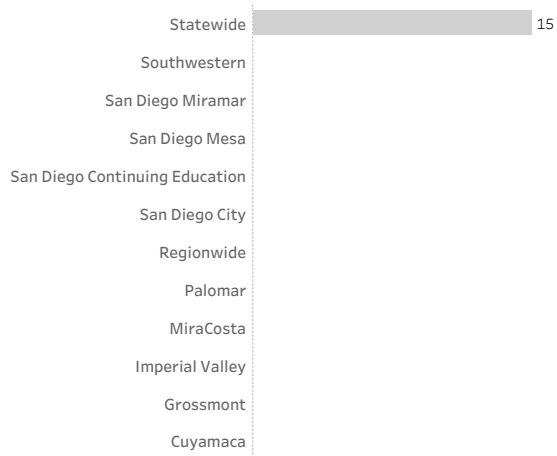 Statewide 15
Southwestern
San Diego Miramar
San Diego Mesa
San Diego Continuing Education
San Diego City
Regionwide
Palomar
MiraCosta
Imperial Valley
Grossmont
Cuyamaca